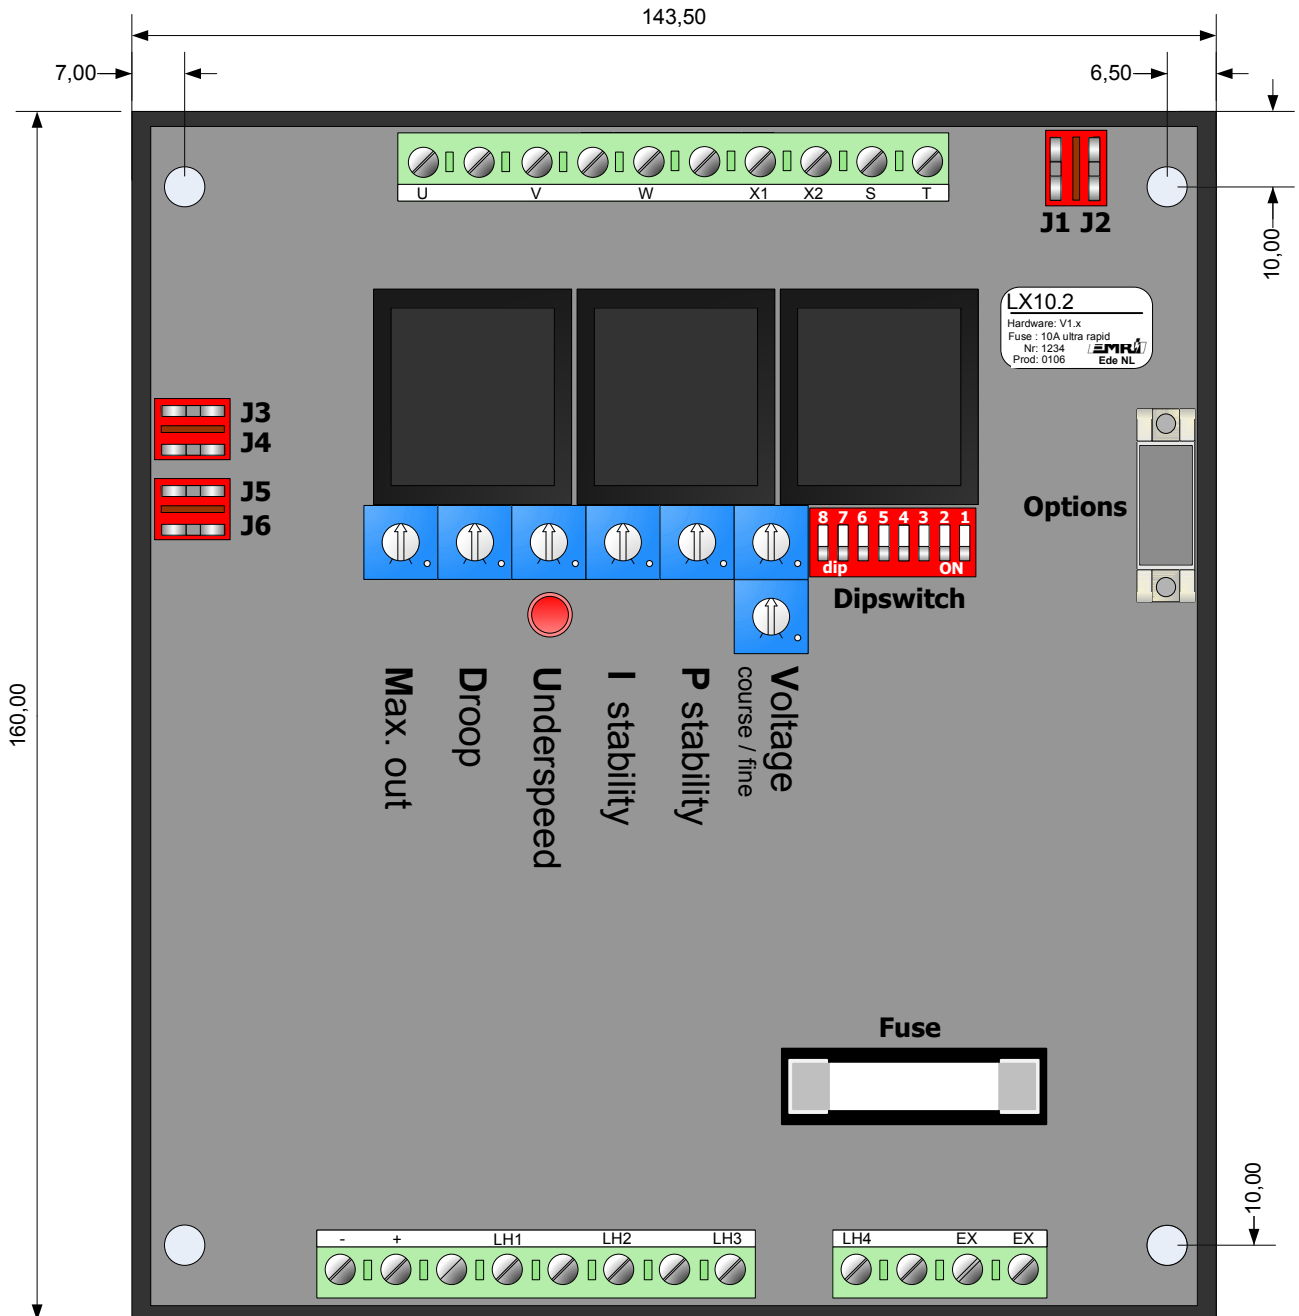 143,50
7,00
6,50
U V W X1 X2 S T
J1 J2
10,00
LX10.2
Hardware: V1.x
Fuse : 10A ultra rapid
Nr: 1234
Prod: 0106
EMRI
Ede NL
J3
J4
J5
J6
Options
8 7 6 5 4 3 2 1
dip ON
Dipswitch
160,00
Max. out
Droop
Underspeed
I stability
P stability
Voltage
course / fine
Fuse
10,00
- + LH1 LH2 LH3
LH4 EX EX